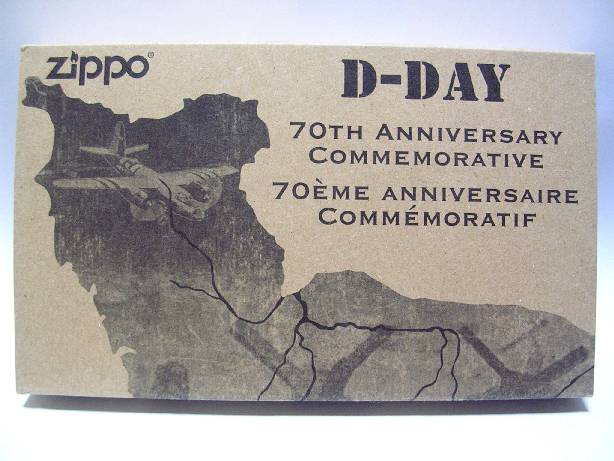 zippo®
D-DAY
70TH ANNIVERSARY
COMMEMORATIVE
70ÈME ANNIVERSAIRE
COMMÉMORATIF